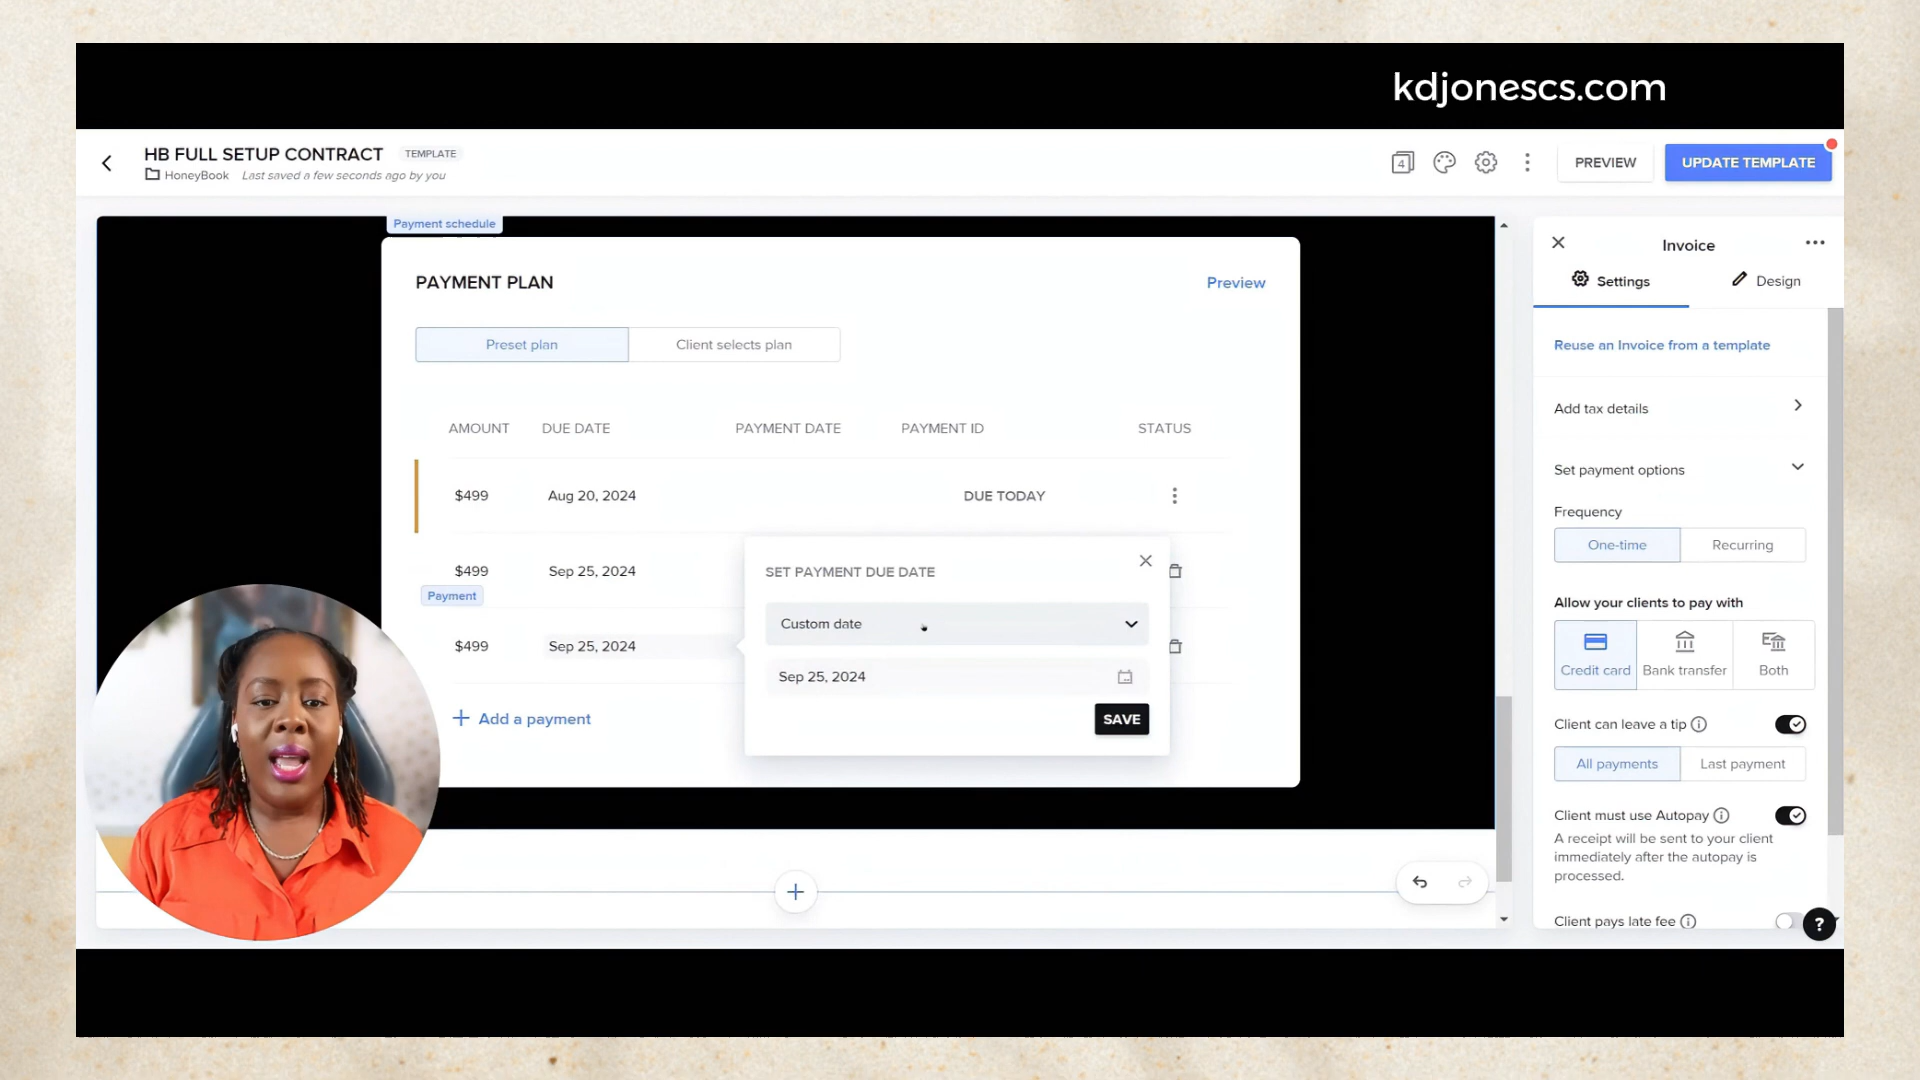 kdjonescs.com
HB FULL SETUP CONTRACT TEMPLATE
HoneyBook Last saved a few seconds ago by you
4
PREVIEW
UPDATE TEMPLATE
Payment schedule
PAYMENT PLAN
Preview
Preset plan
Client selects plan
AMOUNT DUE DATE PAYMENT DATE PAYMENT ID STATUS
$499 Aug 20, 2024 DUE TODAY
$499 Sep 25, 2024
Payment
$499 Sep 25, 2024
+ Add a payment
SET PAYMENT DUE DATE
Custom date
Sep 25, 2024
SAVE
Invoice
Settings
Design
Reuse an Invoice from a template
Add tax details
Set payment options
Frequency
One-time
Recurring
Allow your clients to pay with
Credit card
Bank transfer
Both
Client can leave a tip
All payments
Last payment
Client must use Autopay
A receipt will be sent to your client
immediately after the autopay is
processed.
Client pays late fee
?